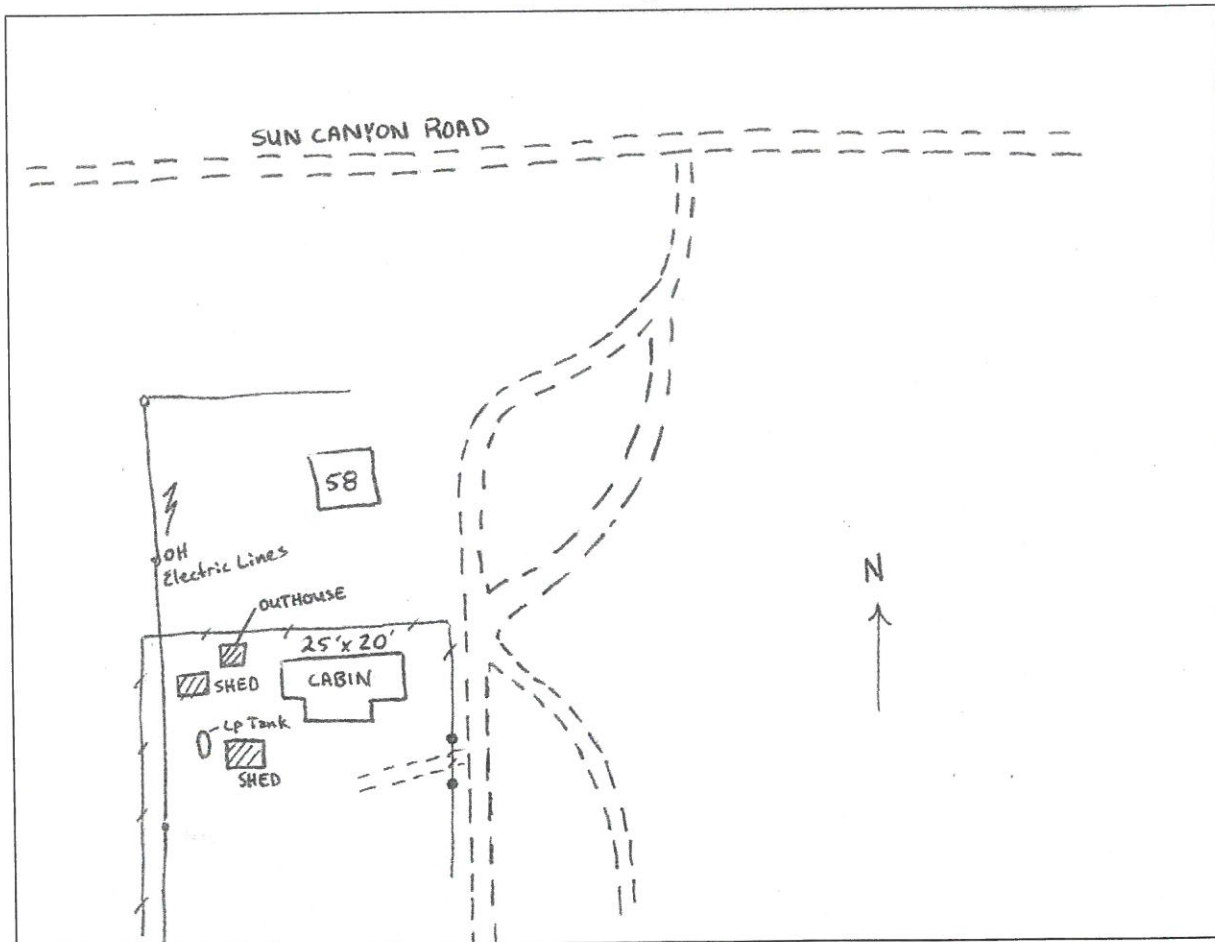 SUN CANYON ROAD
58
OH
Electric Lines
N
OUTHOUSE
25'x 20'
CABIN
SHED
Lp Tank
SHED